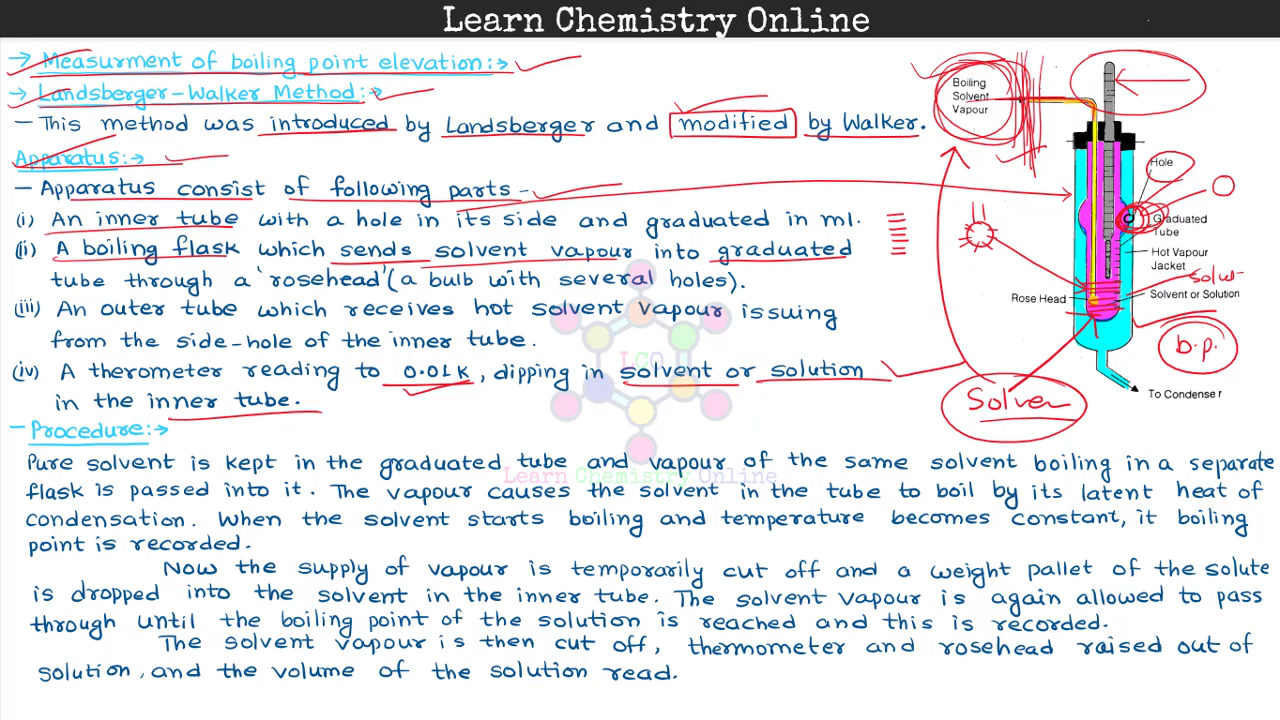 Learn Chemistry Online
→ Measurment of boiling point elevation:→
→ Landsberger-Walker Method:→
- This method was introduced by Landsberger and modified by Walker.
Apparatus:→
- Apparatus consist of following parts -
(i) An inner tube with a hole in its side and graduated in ml.
(ii) A boiling flask which sends solvent vapour into graduated
tube through a 'rosehead' (a bulb with several holes).
(iii) An outer tube which receives hot solvent vapour issuing
from the side-hole of the inner tube.
(iv) A therometer reading to 0.01K, dipping in solvent or solution
in the inner tube.
- Procedure:→
Pure solvent is kept in the graduated tube and vapour of the same solvent boiling in a separate
flask is passed into it. The vapour causes the solvent in the tube to boil by its latent heat of
condensation. When the solvent starts boiling and temperature becomes constant, it boiling
point is recorded.
Now the supply of vapour is temporarily cut off and a weight pallet of the solute
is dropped into the solvent in the inner tube. The solvent vapour is again allowed to pass
through until the boiling point of the solution is reached and this is recorded.
The solvent vapour is then cut off, thermometer and rosehead raised out of
solution, and the volume of the solution read.
Boiling
Solvent
Vapour
Hole
Graduated
Tube
Hot Vapour
Jacket
Solvent or Solution
Rose Head
b.p.
To Condenser
LCO
Learn Chemistry Online